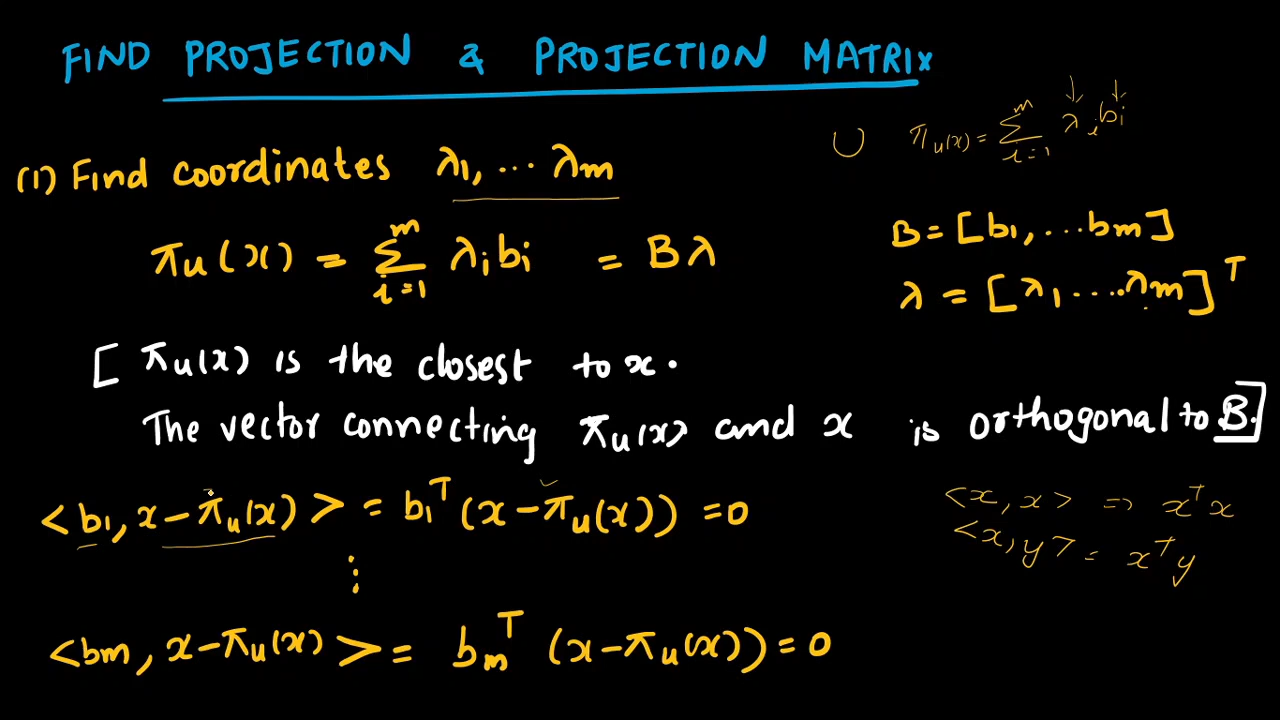 FIND PROJECTION & PROJECTION MATRIX
U π_u(x) = Σ_{i=1}^{m} λ_i b_i
(1) Find coordinates λ1, ... λm
B = [b1, ... bm]
π_u(x) = Σ_{i=1}^{m} λ_i b_i = Bλ
λ = [λ1 .... λm]^T
[ π_u(x) is the closest to x.
The vector connecting π_u(x) and x is orthogonal to B.]
<b1, x - π_u(x)> = b1^T (x - π_u(x)) = 0
<x, x> => x^T x
<x, y> = x^T y
⋮
<bm, x - π_u(x)> = bm^T (x - π_u(x)) = 0